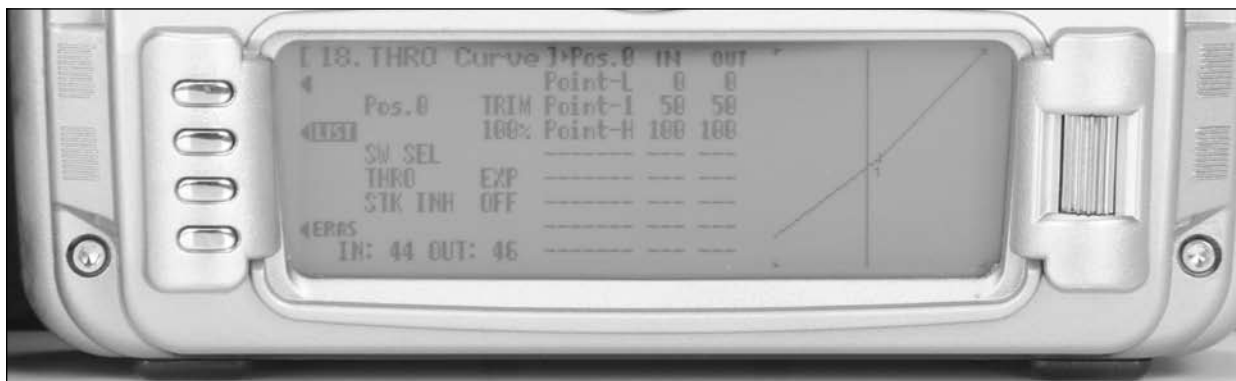 [18.THRO Curve]▸Pos.0 IN OUT
◂ Point-L 0 0
Pos.0 TRIM Point-1 50 50
◂LIST 100% Point-H 100 100
SW SEL ------- --- ---
THRO EXP ------- --- ---
STK INH OFF ------- --- ---
◂ERAS ------- --- ---
IN: 44 OUT: 46 ------- --- ---
1